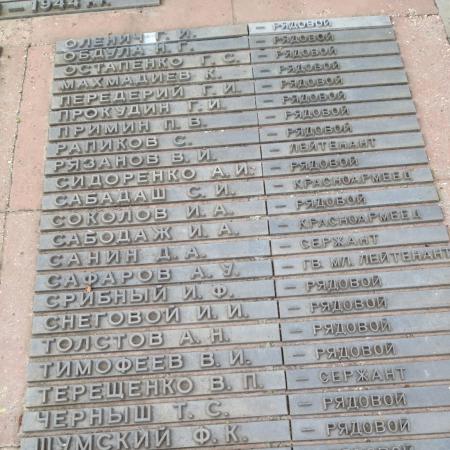 – 1944 г.г.
ОЛЕНИЧ Г. И. – РЯДОВОЙ
ОБДУЛА Н. Г. – РЯДОВОЙ
ОСТАПЕНКО Г. С. – РЯДОВОЙ
МАХМАДИЕВ К. – РЯДОВОЙ
ПЕРЕДЕРИЙ Г. И. – РЯДОВОЙ
ПРОКУДИН Г. И. – РЯДОВОЙ
ПРИМИН П. В. – РЯДОВОЙ
РАПИКОВ С. – РЯДОВОЙ
РЯЗАНОВ В. И. – ЛЕЙТЕНАНТ
СИДОРЕНКО А. И. – РЯДОВОЙ
САБАДАШ С. И. – КРАСНОАРМЕЕЦ
СОКОЛОВ И. А. – РЯДОВОЙ
САБОДАЖ И. А. – КРАСНОАРМЕЕЦ
САНИН Д. А. – СЕРЖАНТ
САФАРОВ А. У. – ГВ. МЛ. ЛЕЙТЕНАНТ
СРИБНЫЙ И. Ф. – РЯДОВОЙ
СНЕГОВОЙ И. И. – РЯДОВОЙ
ТОЛСТОВ А. Н. – РЯДОВОЙ
ТИМОФЕЕВ В. И. – РЯДОВОЙ
ТЕРЕЩЕНКО В. П. – СЕРЖАНТ
ЧЕРНЫШ Т. С. – РЯДОВОЙ
ШУМСКИЙ Ф. К. – РЯДОВОЙ